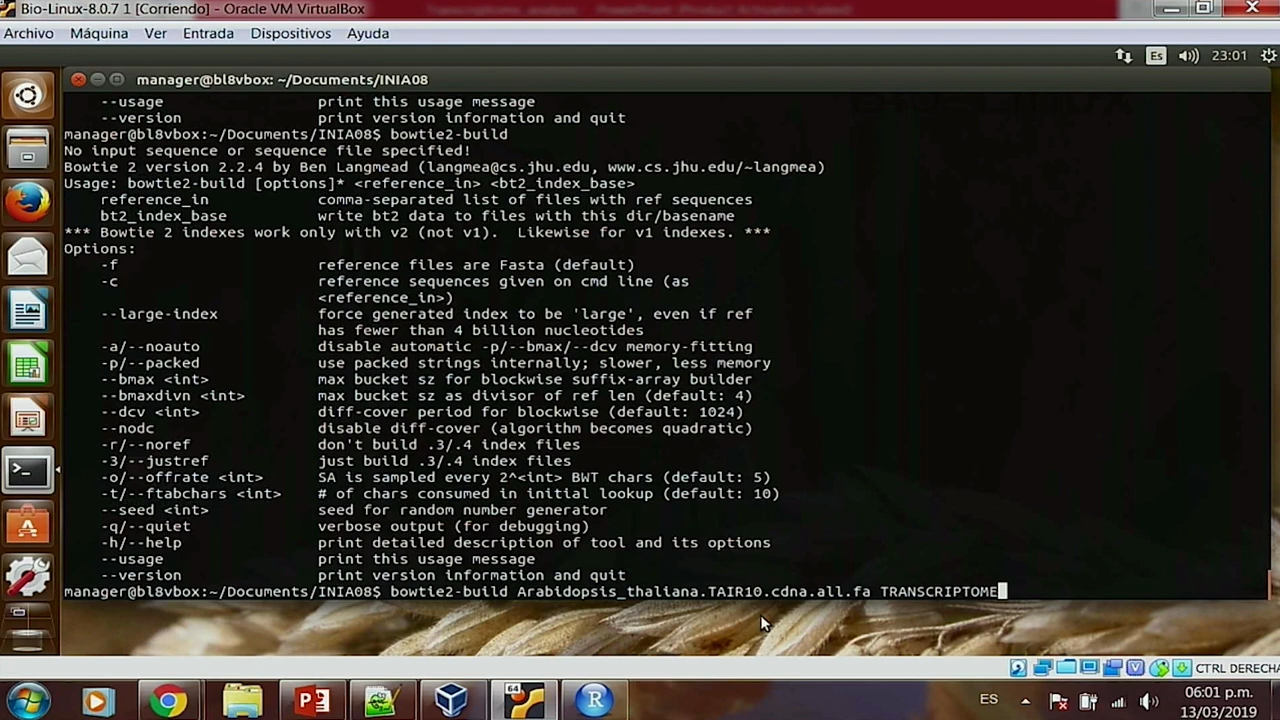 Bio-Linux-8.0.7 1 [Corriendo] - Oracle VM VirtualBox
Archivo Máquina Ver Entrada Dispositivos Ayuda
Es 23:01
manager@bl8vbox: ~/Documents/INIA08
--usage print this usage message
--version print version information and quit
manager@bl8vbox:~/Documents/INIA08$ bowtie2-build
No input sequence or sequence file specified!
Bowtie 2 version 2.2.4 by Ben Langmead (langmea@cs.jhu.edu, www.cs.jhu.edu/~langmea)
Usage: bowtie2-build [options]* <reference_in> <bt2_index_base>
reference_in comma-separated list of files with ref sequences
bt2_index_base write bt2 data to files with this dir/basename
*** Bowtie 2 indexes work only with v2 (not v1).  Likewise for v1 indexes. ***
Options:
-f reference files are Fasta (default)
-c reference sequences given on cmd line (as
<reference_in>)
--large-index force generated index to be 'large', even if ref
has fewer than 4 billion nucleotides
-a/--noauto disable automatic -p/--bmax/--dcv memory-fitting
-p/--packed use packed strings internally; slower, less memory
--bmax <int> max bucket sz for blockwise suffix-array builder
--bmaxdivn <int> max bucket sz as divisor of ref len (default: 4)
--dcv <int> diff-cover period for blockwise (default: 1024)
--nodc disable diff-cover (algorithm becomes quadratic)
-r/--noref don't build .3/.4 index files
-3/--justref just build .3/.4 index files
-o/--offrate <int> SA is sampled every 2^<int> BWT chars (default: 5)
-t/--ftabchars <int> # of chars consumed in initial lookup (default: 10)
--seed <int> seed for random number generator
-q/--quiet verbose output (for debugging)
-h/--help print detailed description of tool and its options
--usage print this usage message
--version print version information and quit
manager@bl8vbox:~/Documents/INIA08$ bowtie2-build Arabidopsis_thaliana.TAIR10.cdna.all.fa TRANSCRIPTOME
CTRL DERECHA
64
R
ES 06:01 p.m.
13/03/2019